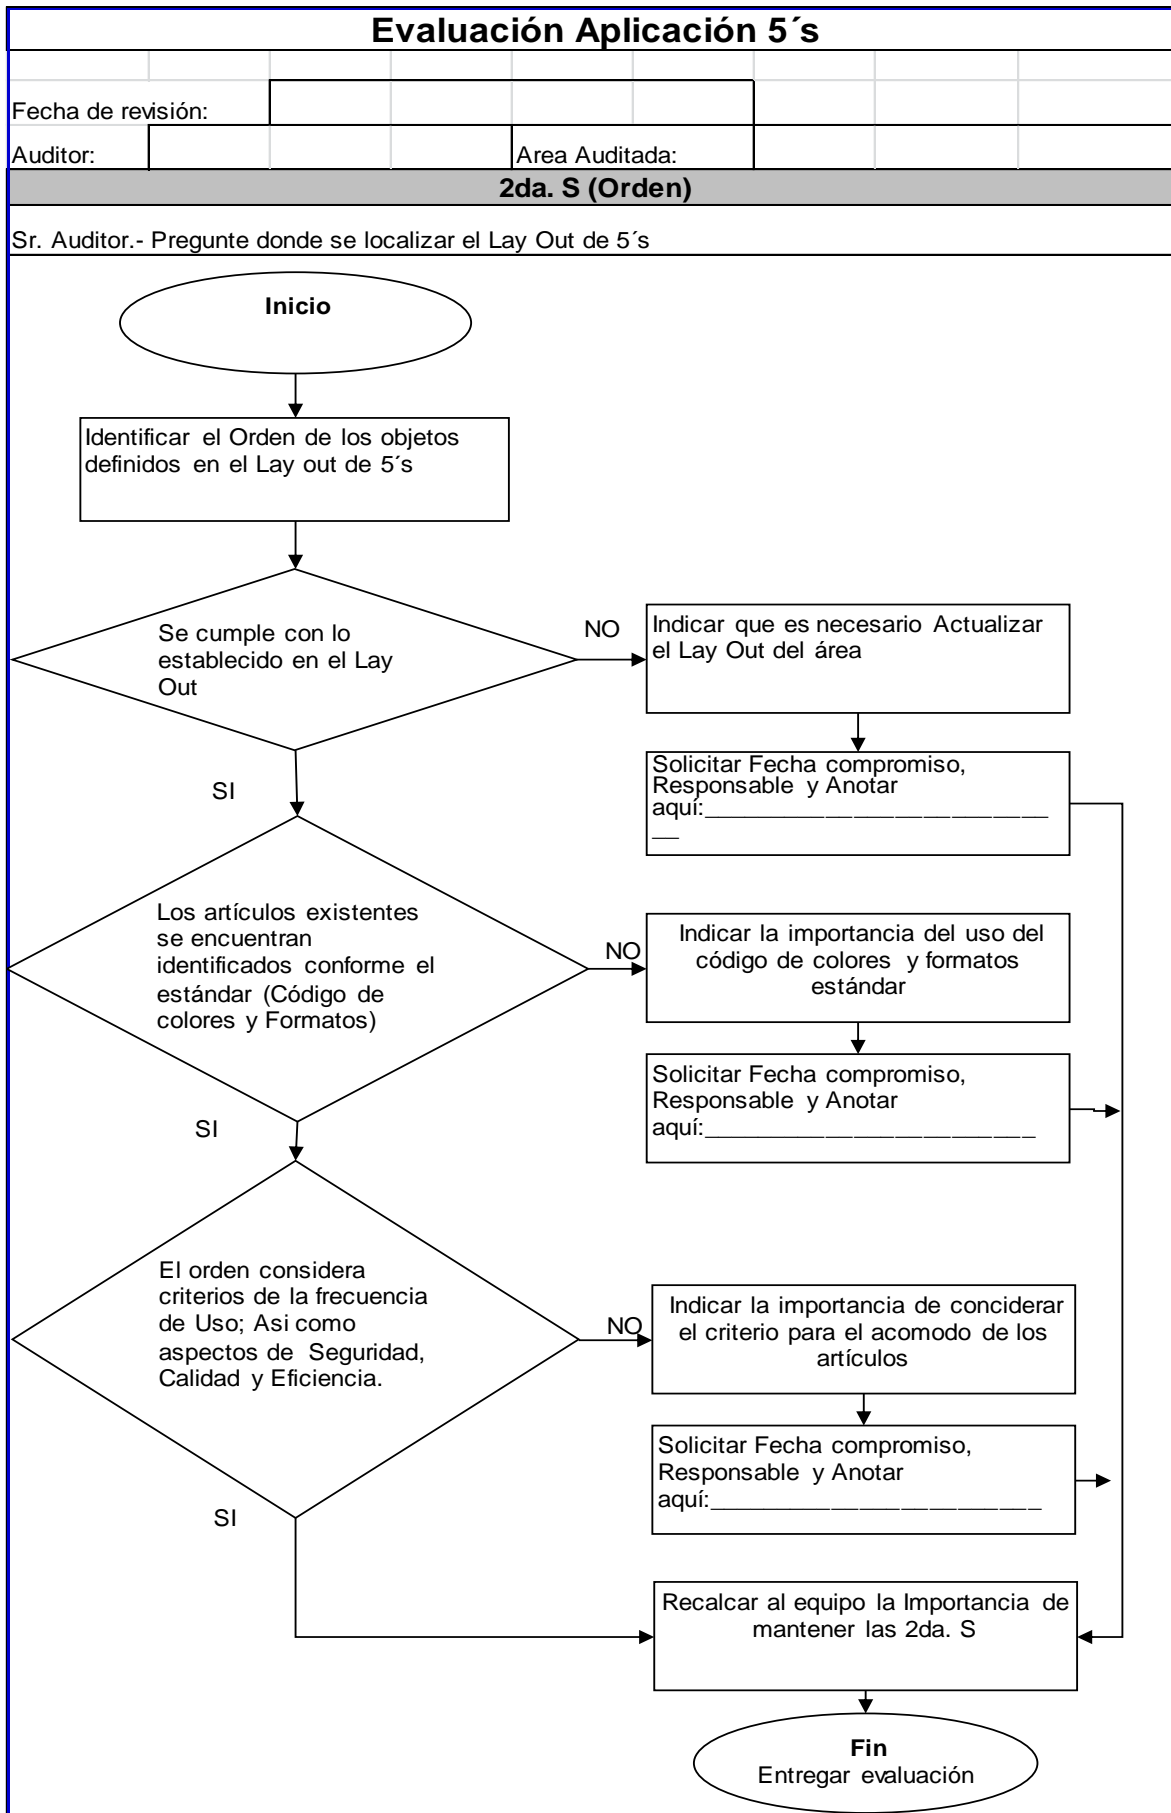 Evaluación Aplicación 5´s
Fecha de revisión:
Auditor:
Area Auditada:
2da. S (Orden)
Sr. Auditor.- Pregunte donde se localizar el Lay Out de 5´s
Inicio
Identificar el Orden de los objetos
definidos en el Lay out de 5´s
Se cumple con lo
establecido en el Lay
Out
NO
Indicar que es necesario Actualizar
el Lay Out del área
Solicitar Fecha compromiso,
Responsable y Anotar
aquí:_________________________
__
SI
Los artículos existentes
se encuentran
identificados conforme el
estándar (Código de
colores y Formatos)
NO
Indicar la importancia del uso del
código de colores y formatos
estándar
Solicitar Fecha compromiso,
Responsable y Anotar
aquí:________________________
SI
El orden considera
criterios de la frecuencia
de Uso; Asi como
aspectos de Seguridad,
Calidad y Eficiencia.
NO
Indicar la importancia de conciderar
el criterio para el acomodo de los
artículos
Solicitar Fecha compromiso,
Responsable y Anotar
aquí:________________________
SI
Recalcar al equipo la Importancia de
mantener las 2da. S
Fin
Entregar evaluación